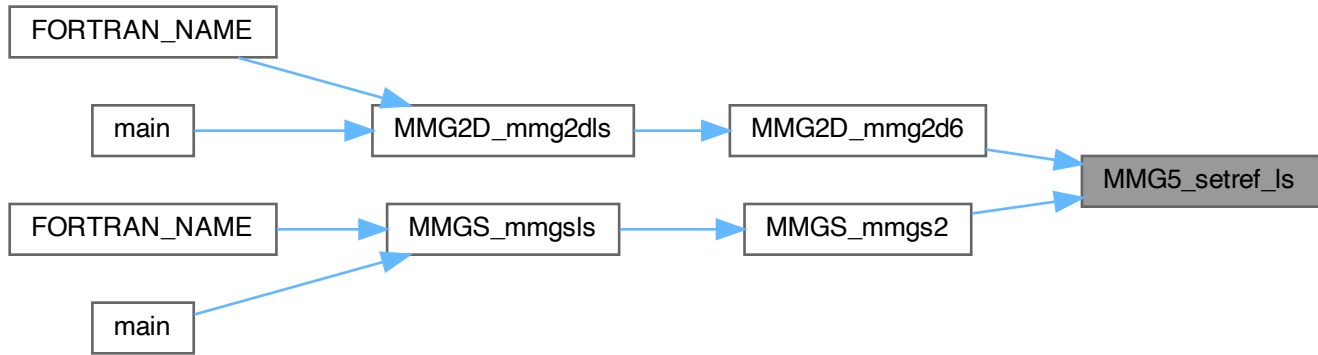 FORTRAN_NAME
main
MMG2D_mmg2dls
MMG2D_mmg2d6
MMG5_setref_ls
FORTRAN_NAME
MMGS_mmgsls
MMGS_mmgs2
main